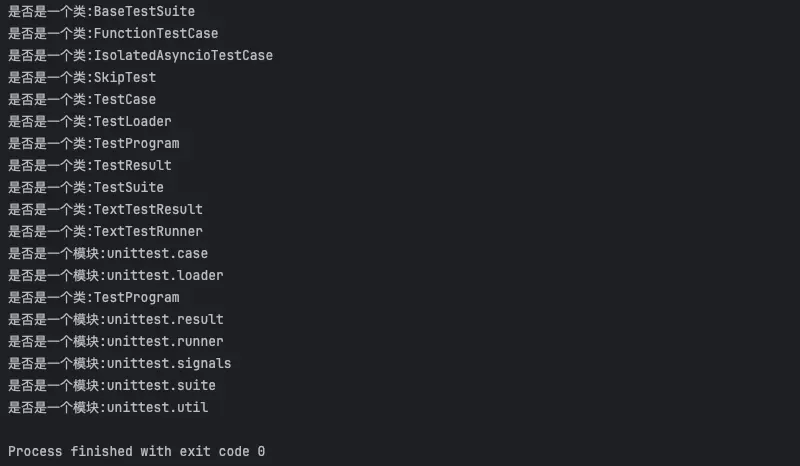 是否是一个类:BaseTestSuite
是否是一个类:FunctionTestCase
是否是一个类:IsolatedAsyncioTestCase
是否是一个类:SkipTest
是否是一个类:TestCase
是否是一个类:TestLoader
是否是一个类:TestProgram
是否是一个类:TestResult
是否是一个类:TestSuite
是否是一个类:TextTestResult
是否是一个类:TextTestRunner
是否是一个模块:unittest.case
是否是一个模块:unittest.loader
是否是一个类:TestProgram
是否是一个模块:unittest.result
是否是一个模块:unittest.runner
是否是一个模块:unittest.signals
是否是一个模块:unittest.suite
是否是一个模块:unittest.util
Process finished with exit code 0